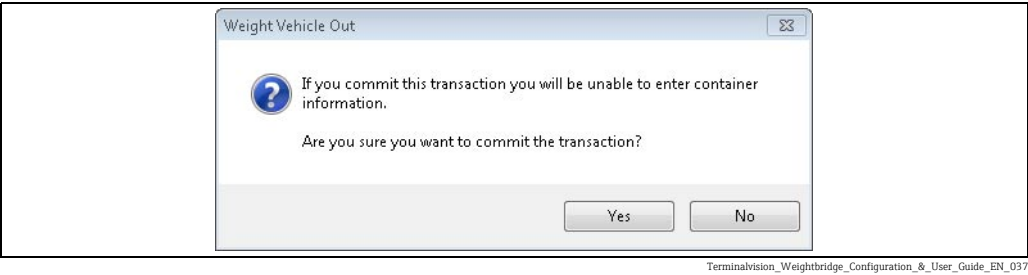 Weight Vehicle Out
If you commit this transaction you will be unable to enter container
information.
Are you sure you want to commit the transaction?
Yes
No
Terminalvision_Weightbridge_Configuration_&_User_Guide_EN_037